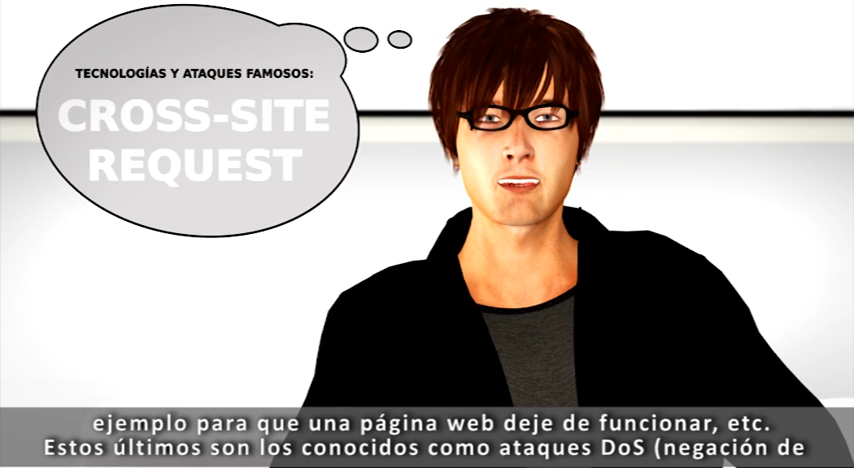 TECNOLOGÍAS Y ATAQUES FAMOSOS:
CROSS-SITE
REQUEST
ejemplo para que una página web deje de funcionar, etc.
Estos últimos son los conocidos como ataques DoS (negación de